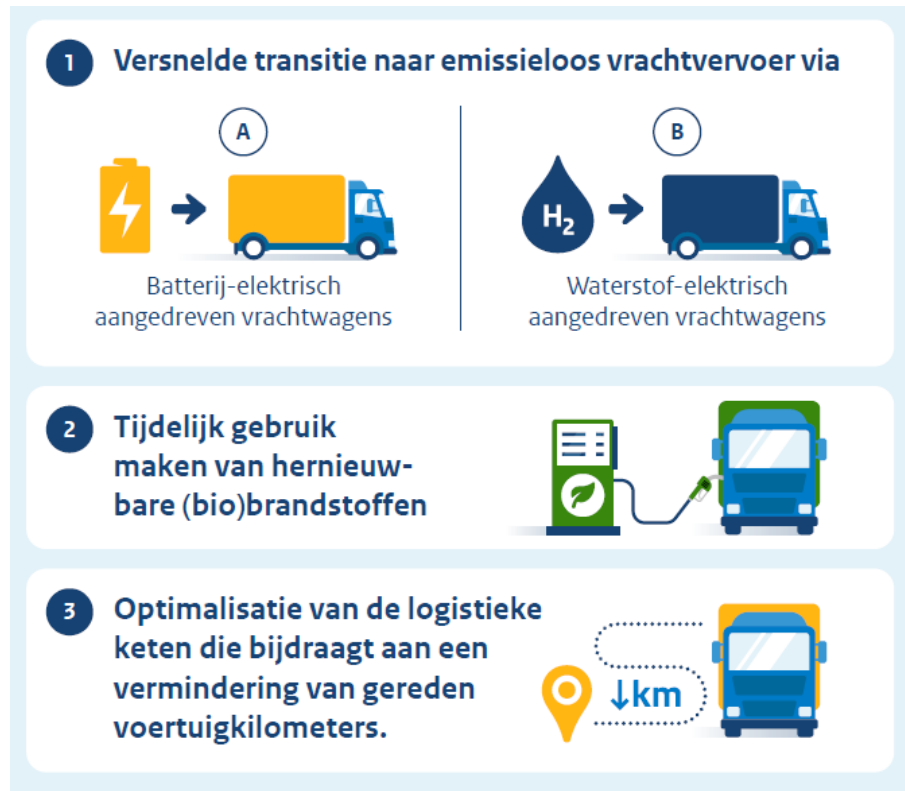 1 Versnelde transitie naar emissieloos vrachtvervoer via
A
Batterij-elektrisch
aangedreven vrachtwagens
B
H₂
Waterstof-elektrisch
aangedreven vrachtwagens
2 Tijdelijk gebruik
maken van hernieuw-
bare (bio)brandstoffen
3 Optimalisatie van de logistieke
keten die bijdraagt aan een
vermindering van gereden
voertuigkilometers.
↓km